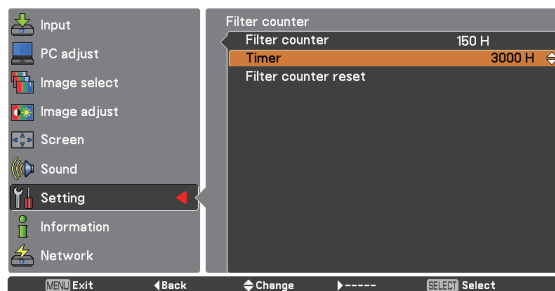 Input
PC adjust
Image select
Image adjust
Screen
Sound
Setting
Information
Network
Filter counter
Filter counter 150 H
Timer 3000 H
Filter counter reset
MENU Exit Back Change ----- SELECT Select